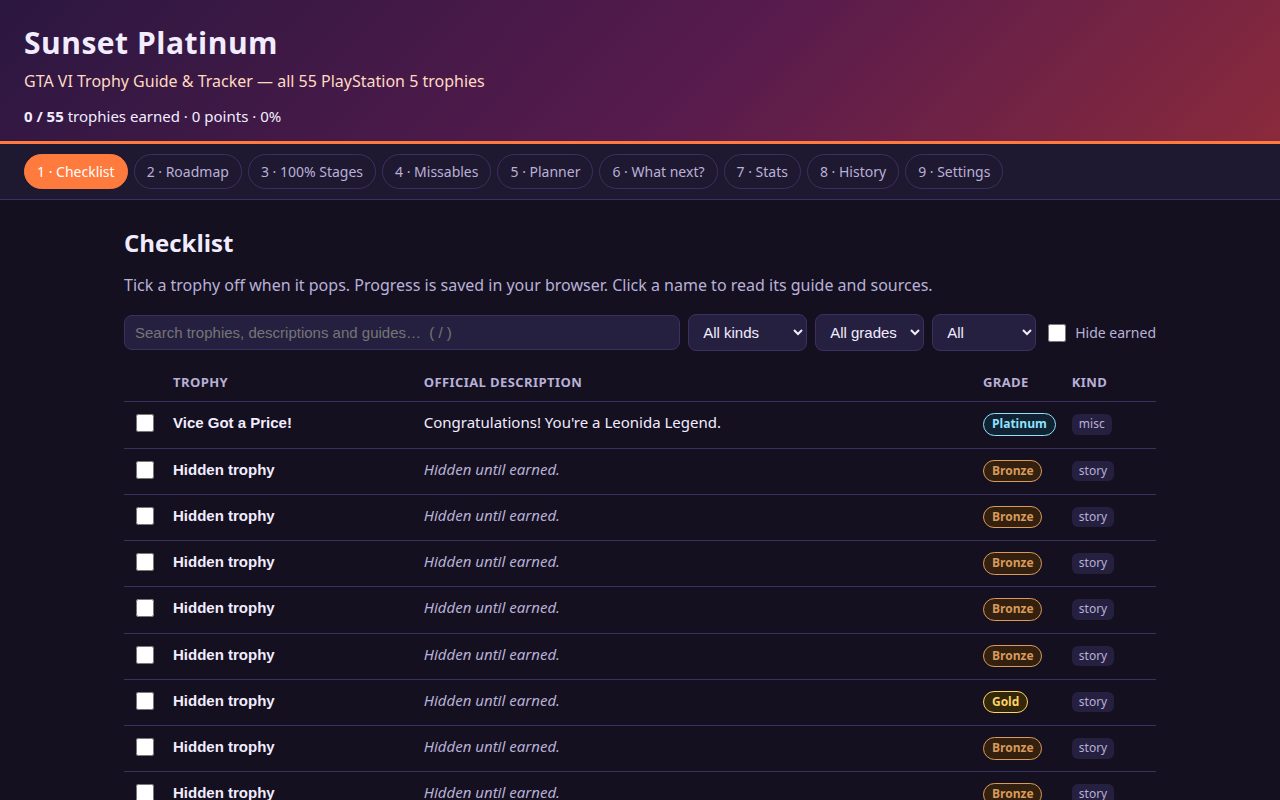 Sunset Platinum
GTA VI Trophy Guide & Tracker — all 55 PlayStation 5 trophies
0 / 55 trophies earned · 0 points · 0%
1 · Checklist 2 · Roadmap 3 · 100% Stages 4 · Missables 5 · Planner 6 · What next? 7 · Stats 8 · History 9 · Settings
Checklist
Tick a trophy off when it pops. Progress is saved in your browser. Click a name to read its guide and sources.
Search trophies, descriptions and guides… ( / ) All kinds All grades All Hide earned
TROPHY OFFICIAL DESCRIPTION GRADE KIND
Vice Got a Price! Congratulations! You're a Leonida Legend. Platinum misc
Hidden trophy Hidden until earned. Bronze story
Hidden trophy Hidden until earned. Bronze story
Hidden trophy Hidden until earned. Bronze story
Hidden trophy Hidden until earned. Bronze story
Hidden trophy Hidden until earned. Bronze story
Hidden trophy Hidden until earned. Gold story
Hidden trophy Hidden until earned. Bronze story
Hidden trophy Hidden until earned. Bronze story